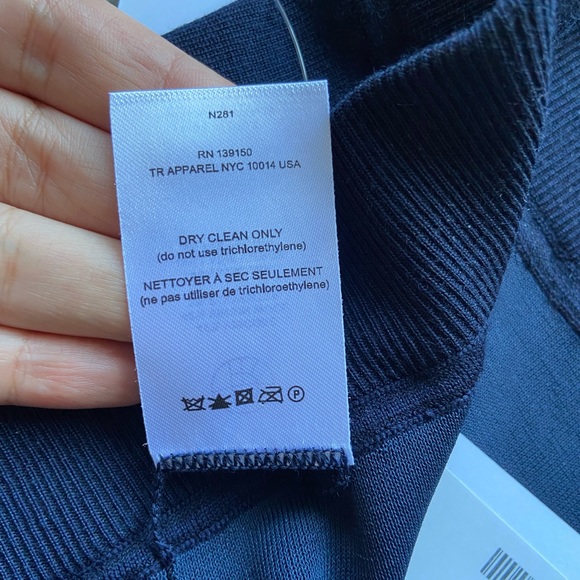 N281
RN 139150
TR APPAREL NYC 10014 USA
DRY CLEAN ONLY
(do not use trichlorethylene)
NETTOYER À SEC SEULEMENT
(ne pas utiliser de trichloroethylene)
P